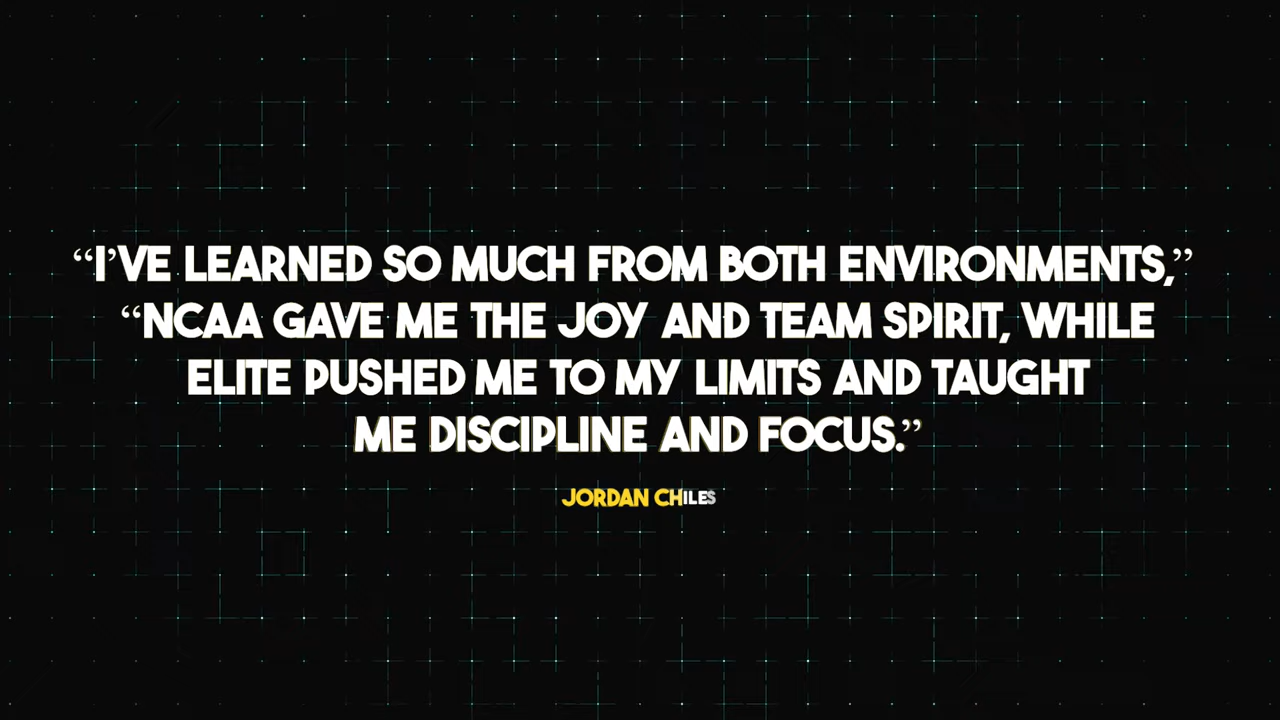 “I’VE LEARNED SO MUCH FROM BOTH ENVIRONMENTS,”
“NCAA GAVE ME THE JOY AND TEAM SPIRIT, WHILE
ELITE PUSHED ME TO MY LIMITS AND TAUGHT
ME DISCIPLINE AND FOCUS.”
JORDAN CHILES